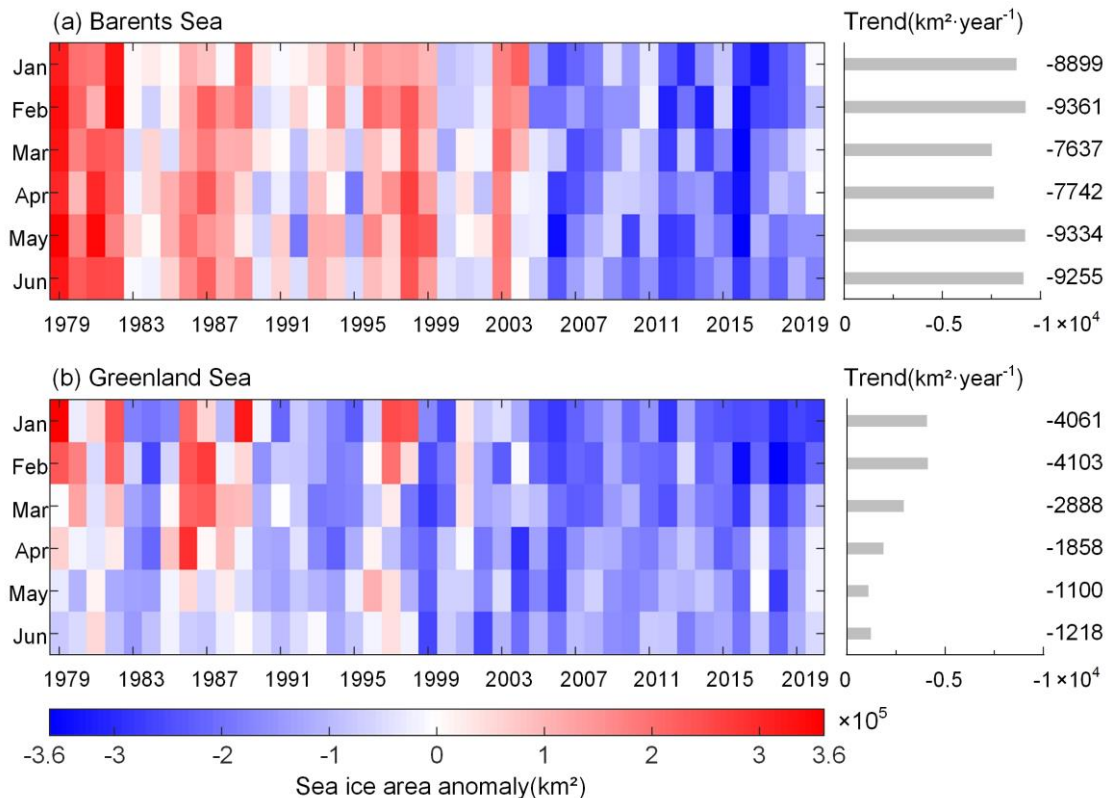 (a) Barents Sea
Trend(km²·year⁻¹)
Jan
Feb
Mar
Apr
May
Jun
-8899
-9361
-7637
-7742
-9334
-9255
1979 1983 1987 1991 1995 1999 2003 2007 2011 2015 2019
0 -0.5 -1 ×10⁴
(b) Greenland Sea
Trend(km²·year⁻¹)
Jan
Feb
Mar
Apr
May
Jun
-4061
-4103
-2888
-1858
-1100
-1218
1979 1983 1987 1991 1995 1999 2003 2007 2011 2015 2019
0 -0.5 -1 ×10⁴
×10⁵
-3.6 -3 -2 -1 0 1 2 3 3.6
Sea ice area anomaly(km²)